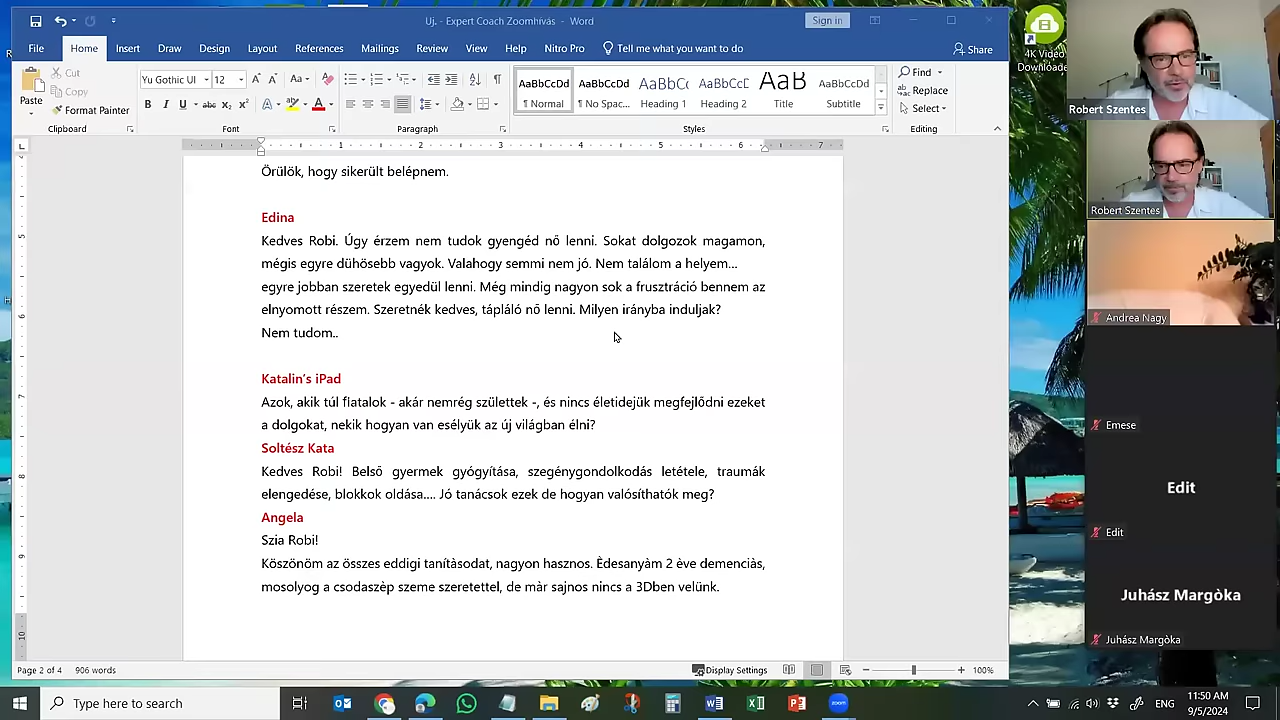 Uj. - Expert Coach Zoomhívás - Word
Sign in
File Home Insert Draw Design Layout References Mailings Review View Help Nitro Pro Tell me what you want to do Share
Paste
Cut
Copy
Format Painter
Clipboard
Yu Gothic UI 12
Font
Paragraph
AaBbCcDd ¶ Normal
AaBbCcDd ¶ No Spac...
AaBbCc Heading 1
AaBbCcD Heading 2
AaB Title
AaBbCcDd Subtitle
Styles
Find
Replace
Select
Editing
Örülök, hogy sikerült belépnem.
Edina
Kedves Robi. Úgy érzem nem tudok gyengéd nő lenni. Sokat dolgozok magamon,
mégis egyre dühösebb vagyok. Valahogy semmi nem jó. Nem találom a helyem...
egyre jobban szeretek egyedül lenni. Még mindig nagyon sok a frusztráció bennem az
elnyomott részem. Szeretnék kedves, tápláló nő lenni. Milyen irányba induljak?
Nem tudom..
Katalin's iPad
Azok, akik túl fiatalok - akár nemrég születtek -, és nincs életidejük megfejlődni ezeket
a dolgokat, nekik hogyan van esélyük az új világban élni?
Soltész Kata
Kedves Robi! Belső gyermek gyógyítása, szegénygondolkodás letétele, traumák
elengedése, blokkok oldása.... Jó tanácsok ezek de hogyan valósíthatók meg?
Angela
Szia Robi!
Köszönöm az összes eddigi tanìtàsodat, nagyon hasznos. Èdesanyàm 2 ève demenciàs,
mosolyog a csodaszèp szeme szeretettel, de màr sajnos nincs a 3Dben velünk.
Page 2 of 4 906 words
Display Settings
100%
4K Video
Downloade
Robert Szentes
Robert Szentes
Andrea Nagy
Emese
Edit
Edit
Juhász Margòka
Juhász Margòka
Type here to search
ENG
11:50 AM
9/5/2024